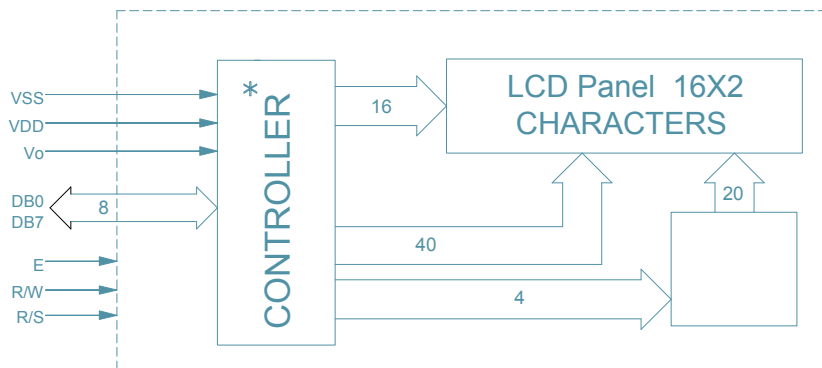 VSS
VDD
Vo
DB0
DB7
8
E
R/W
R/S
* CONTROLLER
16
LCD Panel 16X2
CHARACTERS
40
4
20